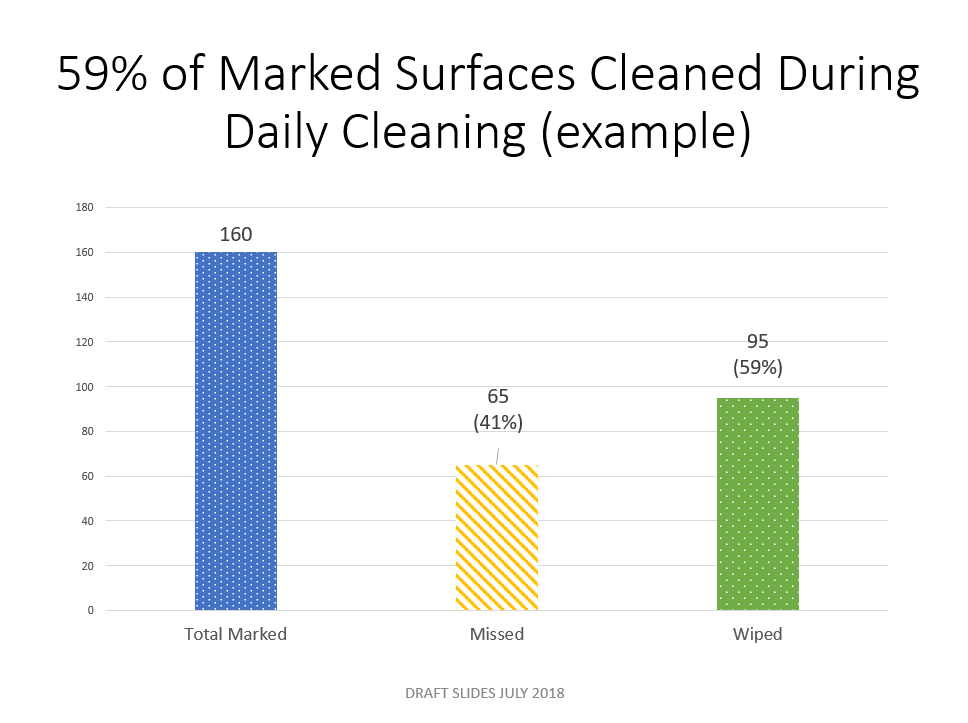 59% of Marked Surfaces Cleaned During
Daily Cleaning (example)
180
160
140
120
100
80
60
40
20
0
160
65
(41%)
95
(59%)
Total Marked
Missed
Wiped
DRAFT SLIDES JULY 2018